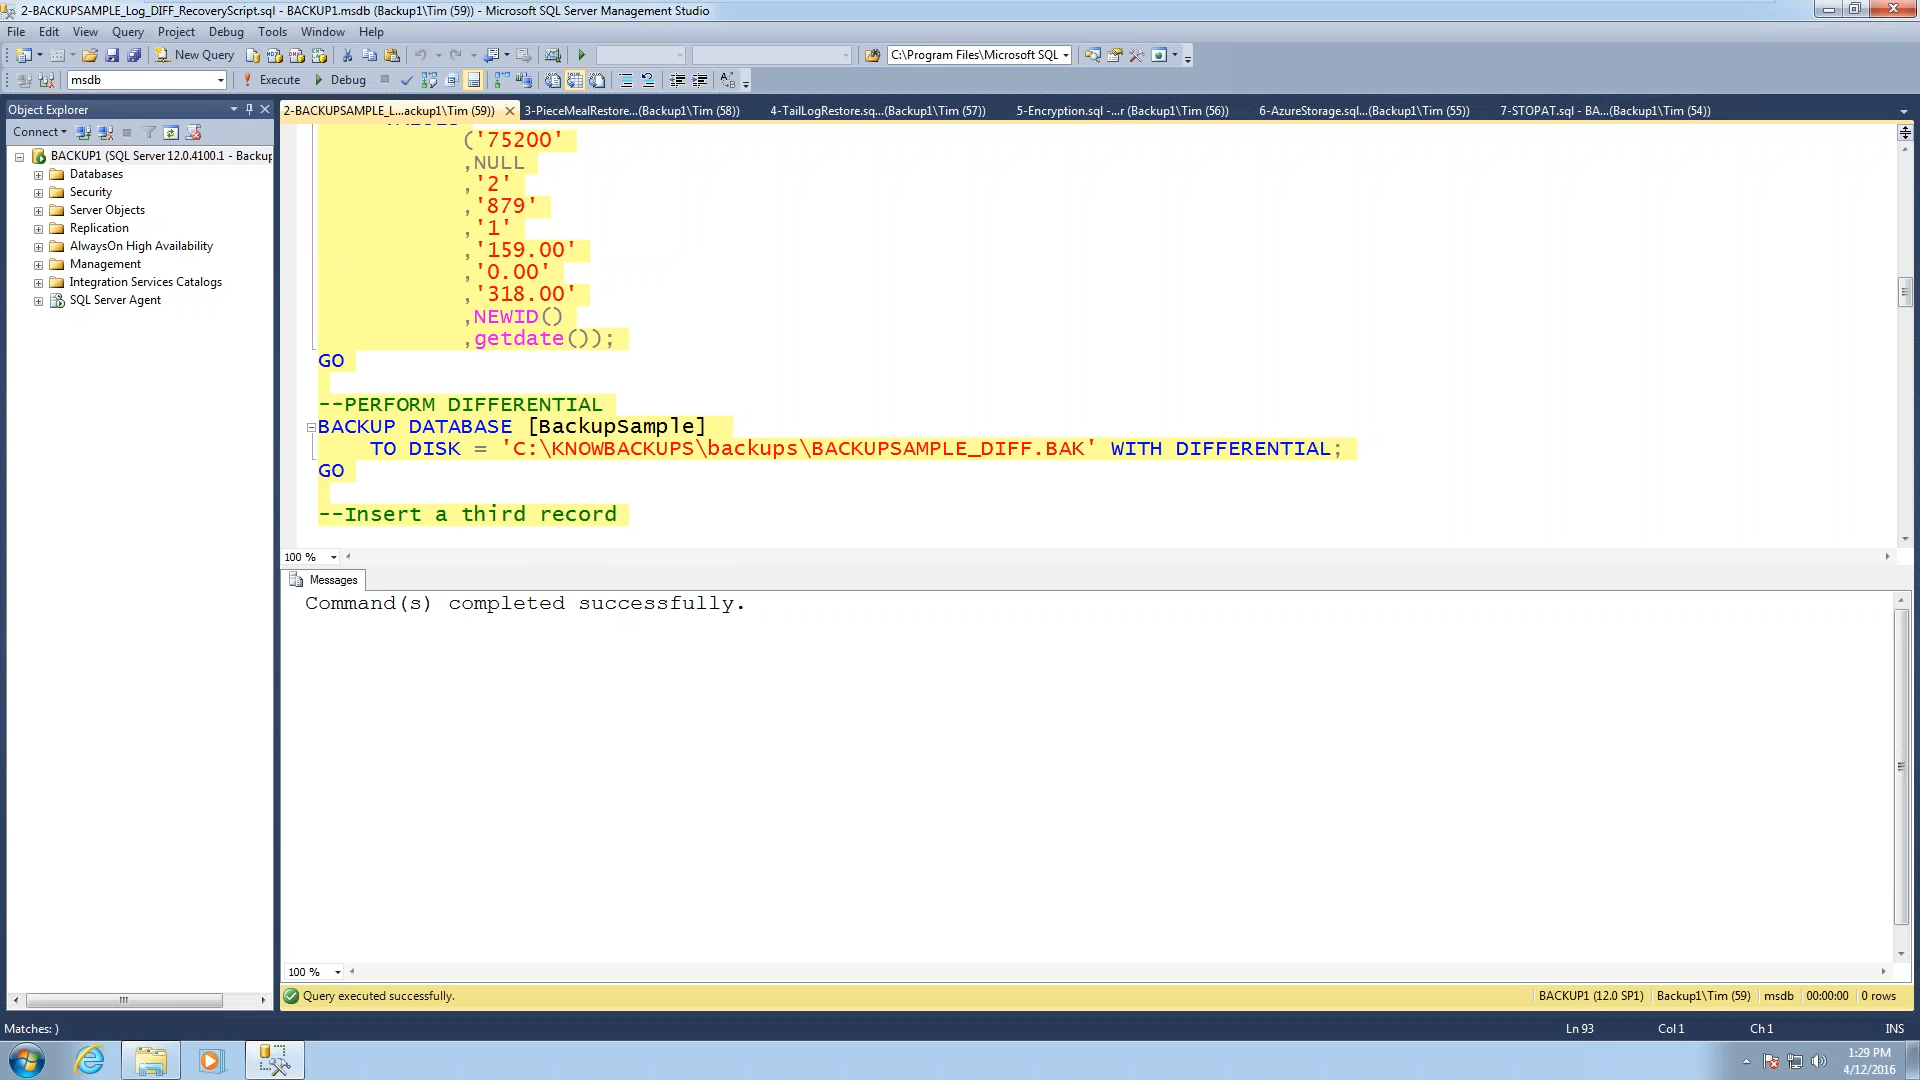 2-BACKUPSAMPLE_Log_DIFF_RecoveryScript.sql - BACKUP1.msdb (Backup1\Tim (59)) - Microsoft SQL Server Management Studio
File Edit View Query Project Debug Tools Window Help
New Query C:\Program Files\Microsoft SQL
msdb Execute Debug
Object Explorer
2-BACKUPSAMPLE_L...ackup1\Tim (59)) 3-PieceMealRestore...(Backup1\Tim (58)) 4-TailLogRestore.sq...(Backup1\Tim (57)) 5-Encryption.sql -...r (Backup1\Tim (56)) 6-AzureStorage.sql...(Backup1\Tim (55)) 7-STOPAT.sql - BA...(Backup1\Tim (54))
Connect
BACKUP1 (SQL Server 12.0.4100.1 - Backup
Databases
Security
Server Objects
Replication
AlwaysOn High Availability
Management
Integration Services Catalogs
SQL Server Agent
('75200'
,NULL
,'2'
,'879'
,'1'
,'159.00'
,'0.00'
,'318.00'
,NEWID()
,getdate());
GO
--PERFORM DIFFERENTIAL
BACKUP DATABASE [BackupSample]
TO DISK = 'C:\KNOWBACKUPS\backups\BACKUPSAMPLE_DIFF.BAK' WITH DIFFERENTIAL;
GO
--Insert a third record
100 %
Messages
Command(s) completed successfully.
100 %
Query executed successfully. BACKUP1 (12.0 SP1) Backup1\Tim (59) msdb 00:00:00 0 rows
Matches: ) Ln 93 Col 1 Ch 1 INS
1:29 PM
4/12/2016